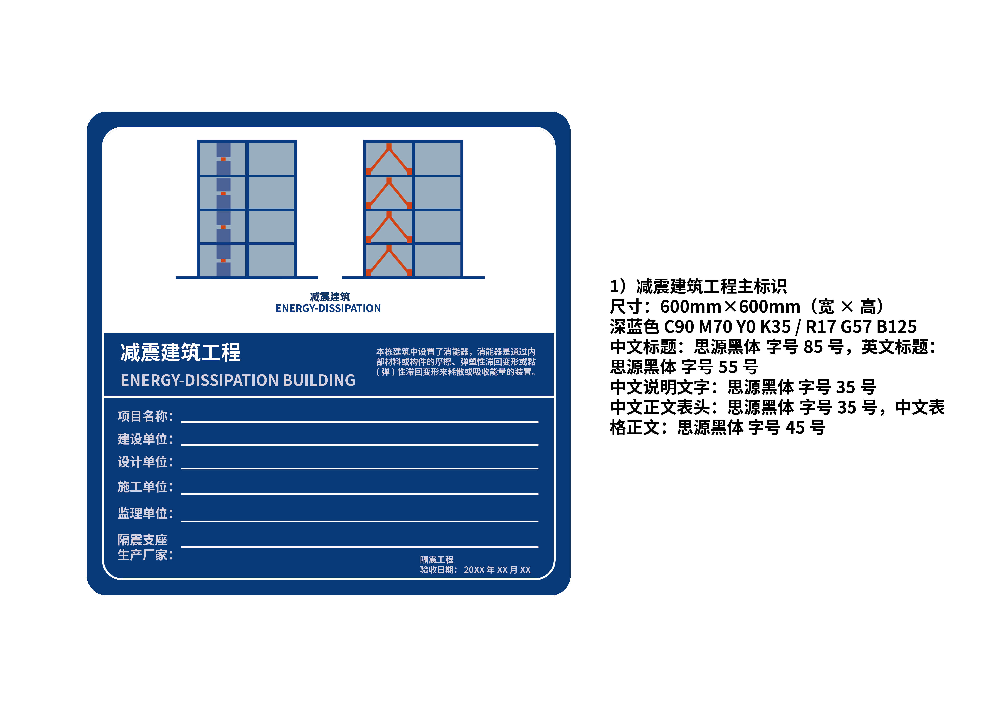 减震建筑
ENERGY-DISSIPATION
减震建筑工程
ENERGY-DISSIPATION BUILDING
本栋建筑中设置了消能器，消能器是通过内
部材料或构件的摩擦、弹塑性滞回变形或黏
( 弹 ) 性滞回变形来耗散或吸收能量的装置。
项目名称：
建设单位：
设计单位：
施工单位：
监理单位：
隔震支座
生产厂家：
隔震工程
验收日期： 20XX 年 XX 月 XX
1）减震建筑工程主标识
尺寸：600mm×600mm（宽 × 高）
深蓝色 C90 M70 Y0 K35 / R17 G57 B125
中文标题：思源黑体 字号 85 号，英文标题：
思源黑体 字号 55 号
中文说明文字：思源黑体 字号 35 号
中文正文表头：思源黑体 字号 35 号，中文表
格正文：思源黑体 字号 45 号